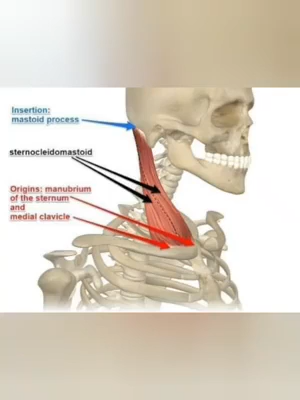 Insertion:
mastoid process
sternocleidomastoid
Origins: manubrium
of the sternum
and
medial clavicle